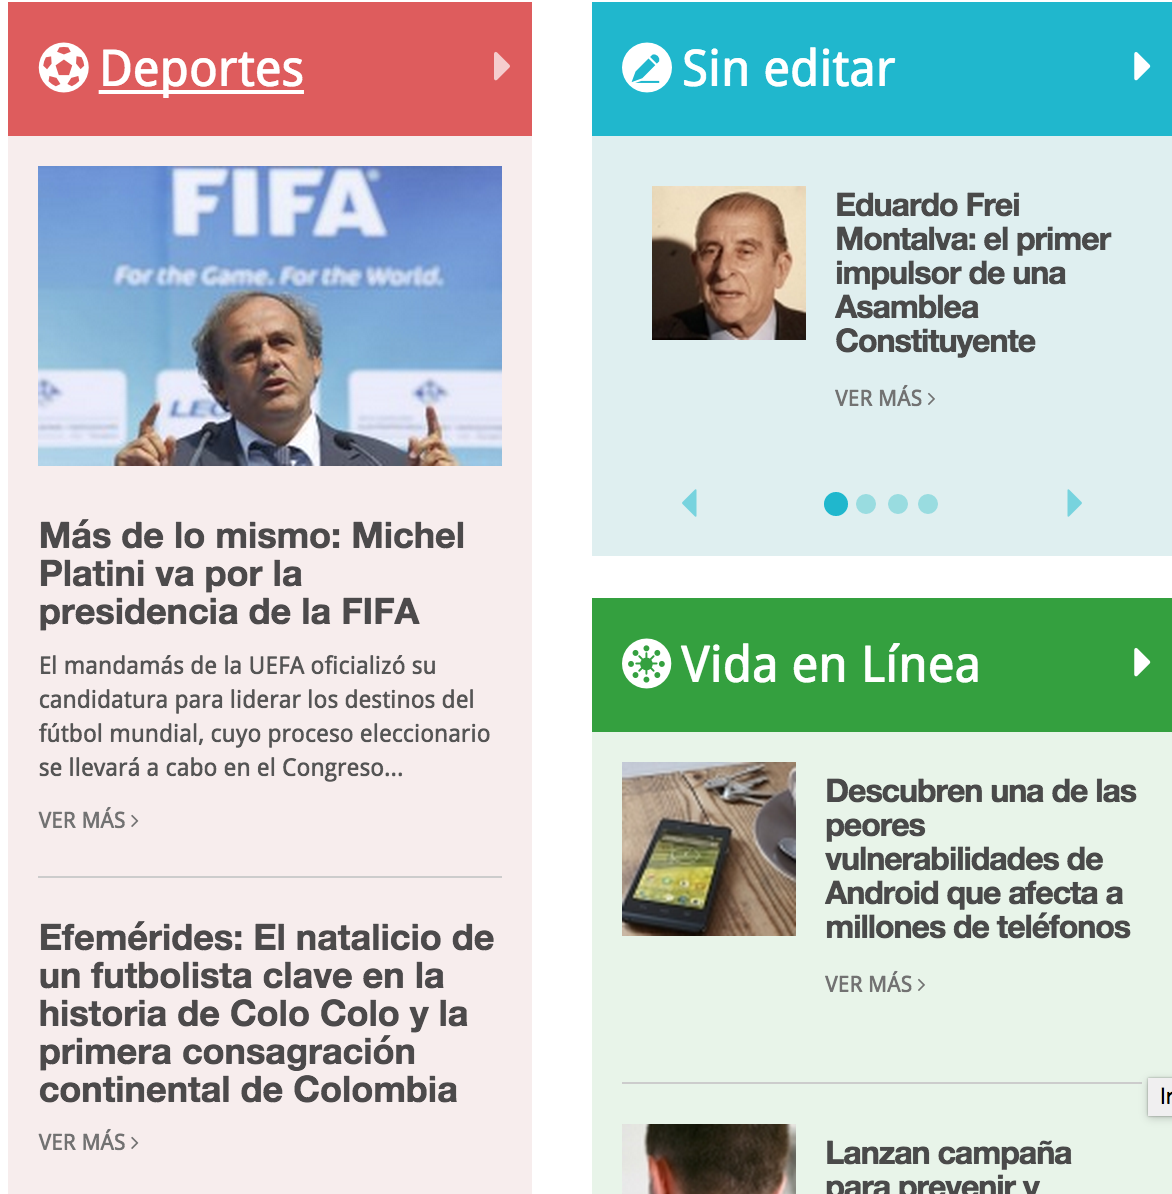 Deportes
FIFA
For the Game. For the World.
Más de lo mismo: Michel
Platini va por la
presidencia de la FIFA
El mandamás de la UEFA oficializó su
candidatura para liderar los destinos del
fútbol mundial, cuyo proceso eleccionario
se llevará a cabo en el Congreso...
VER MÁS >
Efemérides: El natalicio de
un futbolista clave en la
historia de Colo Colo y la
primera consagración
continental de Colombia
VER MÁS >
Sin editar
Eduardo Frei
Montalva: el primer
impulsor de una
Asamblea
Constituyente
VER MÁS >
Vida en Línea
Descubren una de las
peores
vulnerabilidades de
Android que afecta a
millones de teléfonos
VER MÁS >
Lanzan campaña
para prevenir y